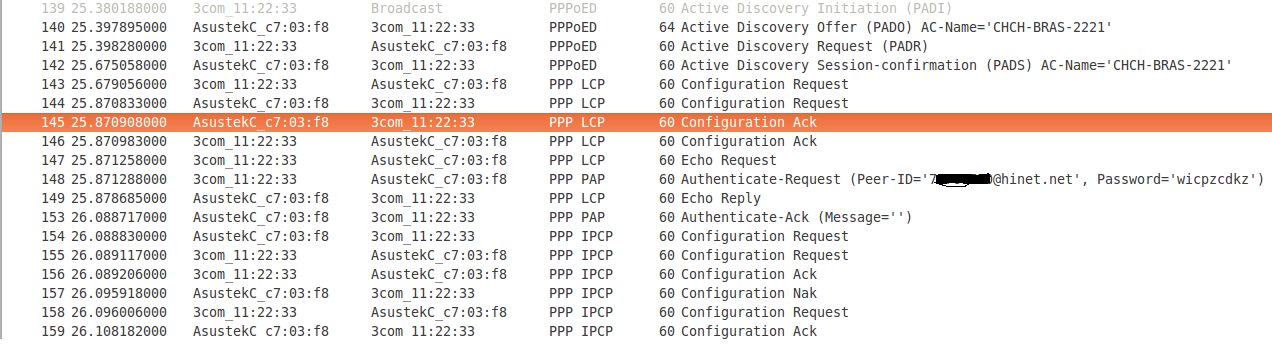 139 25.380188000 3com_11:22:33 Broadcast PPPoED 60 Active Discovery Initiation (PADI)
140 25.397895000 AsustekC_c7:03:f8 3com_11:22:33 PPPoED 64 Active Discovery Offer (PADO) AC-Name='CHCH-BRAS-2221'
141 25.398280000 3com_11:22:33 AsustekC_c7:03:f8 PPPoED 60 Active Discovery Request (PADR)
142 25.675058000 AsustekC_c7:03:f8 3com_11:22:33 PPPoED 60 Active Discovery Session-confirmation (PADS) AC-Name='CHCH-BRAS-2221'
143 25.679056000 3com_11:22:33 AsustekC_c7:03:f8 PPP LCP 60 Configuration Request
144 25.870833000 AsustekC_c7:03:f8 3com_11:22:33 PPP LCP 60 Configuration Request
145 25.870908000 AsustekC_c7:03:f8 3com_11:22:33 PPP LCP 60 Configuration Ack
146 25.870983000 3com_11:22:33 AsustekC_c7:03:f8 PPP LCP 60 Configuration Ack
147 25.871258000 3com_11:22:33 AsustekC_c7:03:f8 PPP LCP 60 Echo Request
148 25.871288000 3com_11:22:33 AsustekC_c7:03:f8 PPP PAP 60 Authenticate-Request (Peer-ID='7 @hinet.net', Password='wicpzcdkz')
149 25.878685000 AsustekC_c7:03:f8 3com_11:22:33 PPP LCP 60 Echo Reply
153 26.088717000 AsustekC_c7:03:f8 3com_11:22:33 PPP PAP 60 Authenticate-Ack (Message='')
154 26.088830000 AsustekC_c7:03:f8 3com_11:22:33 PPP IPCP 60 Configuration Request
155 26.089117000 3com_11:22:33 AsustekC_c7:03:f8 PPP IPCP 60 Configuration Request
156 26.089206000 3com_11:22:33 AsustekC_c7:03:f8 PPP IPCP 60 Configuration Ack
157 26.095918000 AsustekC_c7:03:f8 3com_11:22:33 PPP IPCP 60 Configuration Nak
158 26.096006000 3com_11:22:33 AsustekC_c7:03:f8 PPP IPCP 60 Configuration Request
159 26.108182000 AsustekC_c7:03:f8 3com_11:22:33 PPP IPCP 60 Configuration Ack